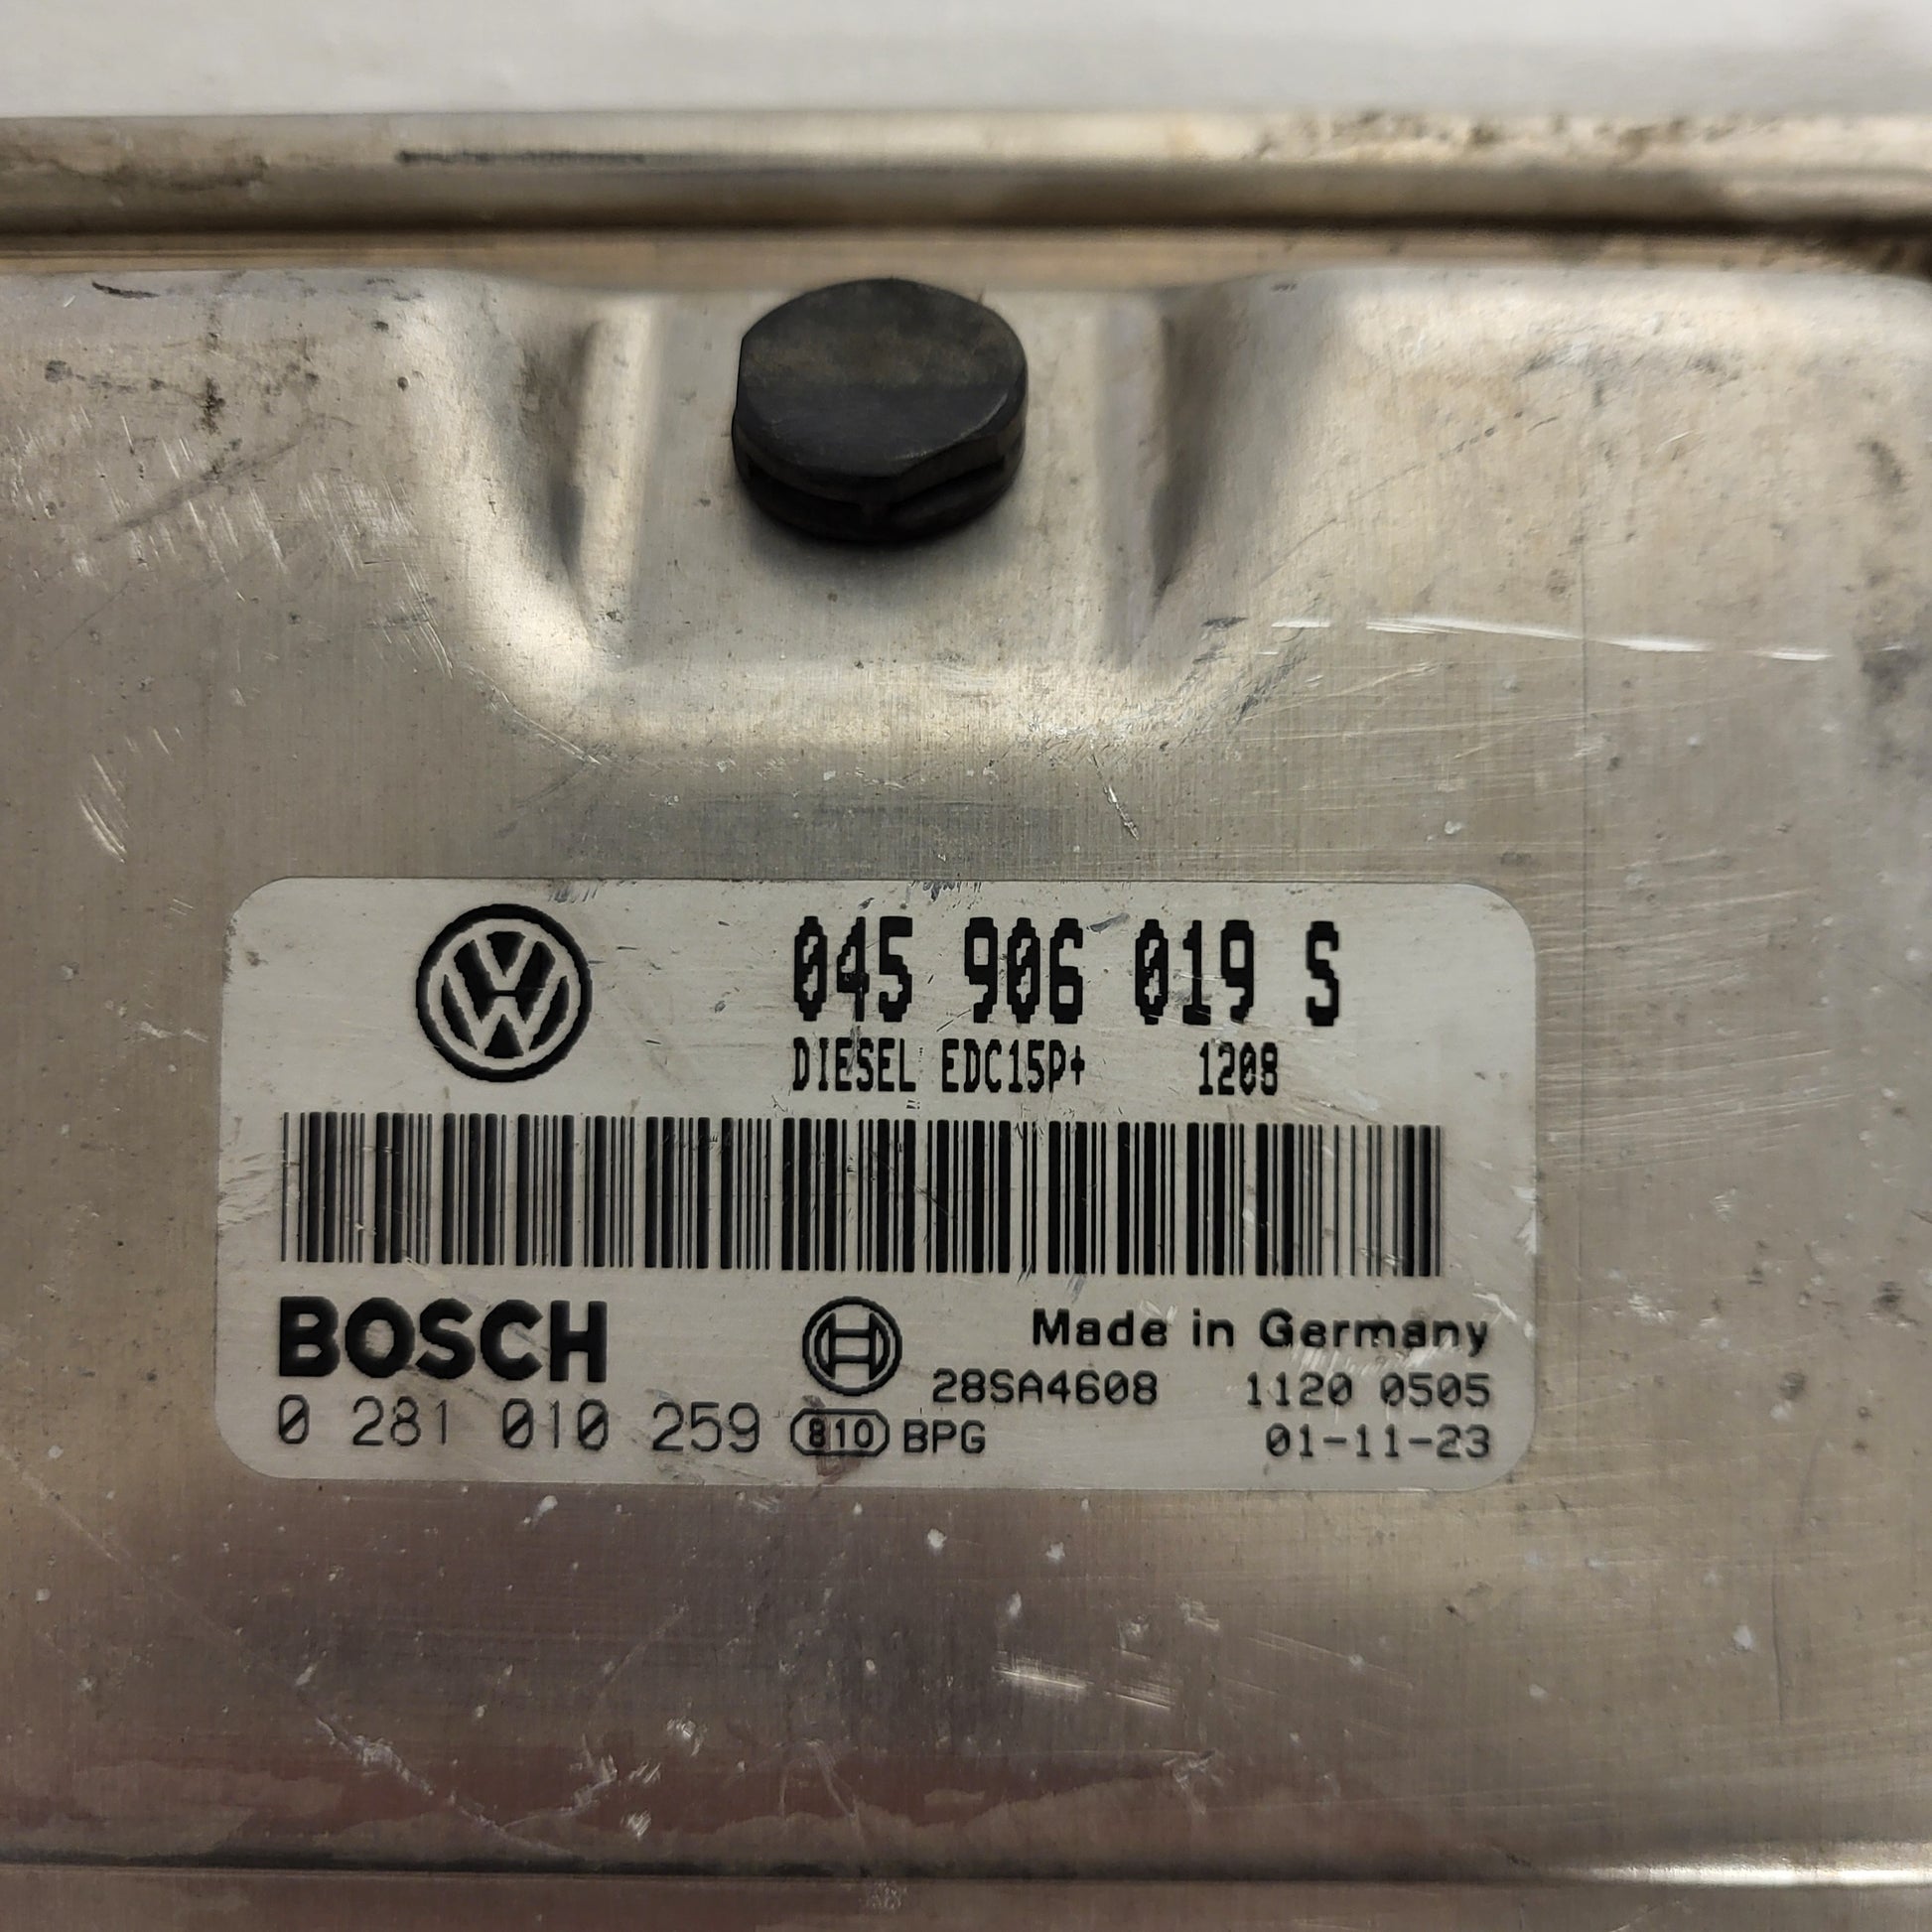 045 906 019 S
DIESEL EDC15P+ 1208
BOSCH
Made in Germany
28SA4608 1120 0505
0 281 010 259 810 BPG 01-11-23